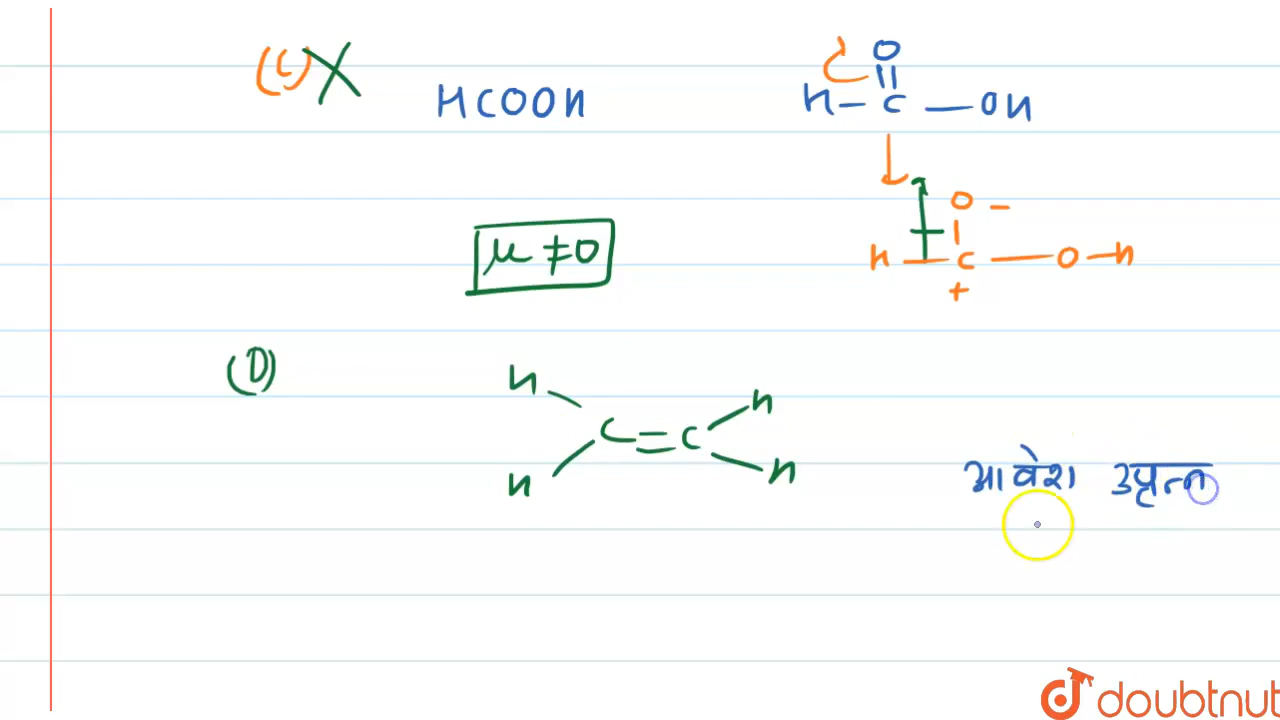 (C) X
HCOOH
O
||
H – C – OH
O –
|
H – C – O – H
+
μ ≠ 0
(D)
H H
C = C
H H
आवेश उत्पन्न
doubtnut